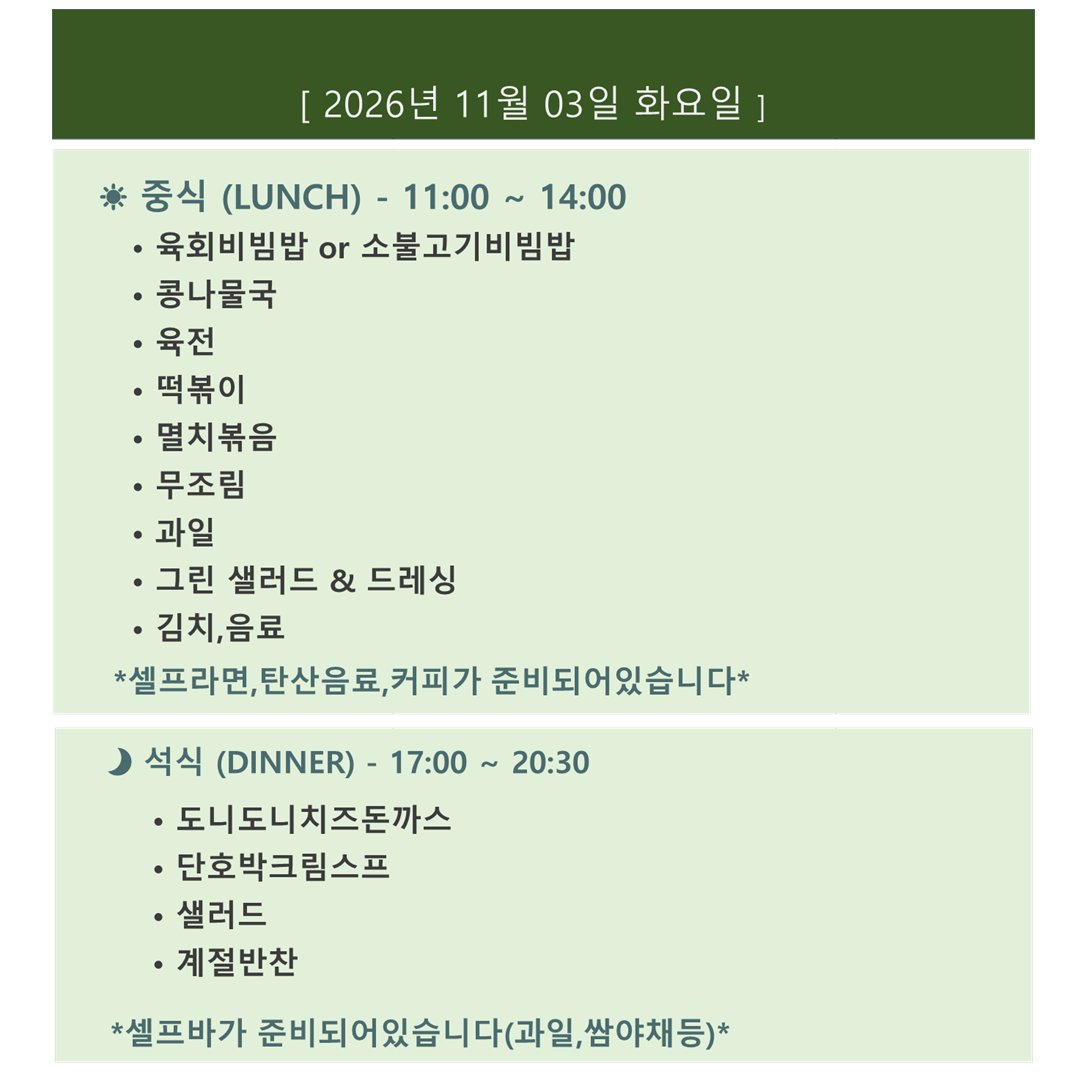 [ 2026년 11월 03일 화요일 ]
중식 (LUNCH) - 11:00 ~ 14:00
• 육회비빔밥 or 소불고기비빔밥
• 콩나물국
• 육전
• 떡볶이
• 멸치볶음
• 무조림
• 과일
• 그린 샐러드 & 드레싱
• 김치,음료
*셀프라면,탄산음료,커피가 준비되어있습니다*
석식 (DINNER) - 17:00 ~ 20:30
• 도니도니치즈돈까스
• 단호박크림스프
• 샐러드
• 계절반찬
*셀프바가 준비되어있습니다(과일,쌈야채등)*